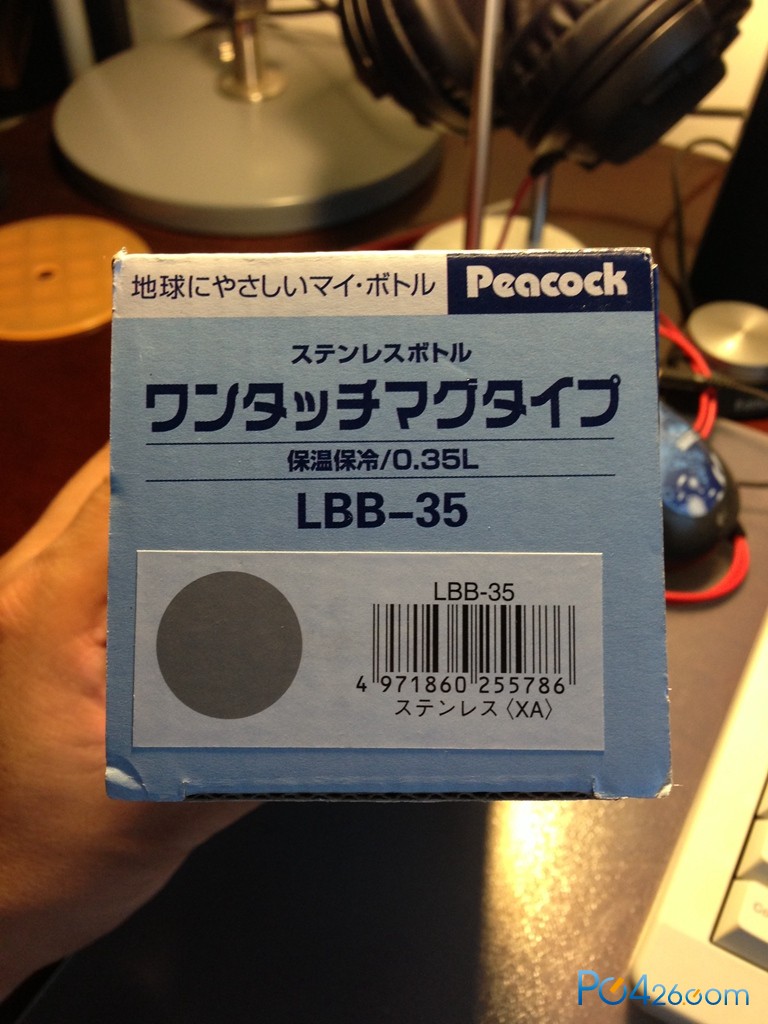 地球にやさしいマイ・ボトル Peacock
ステンレスボトル
ワンタッチマグタイプ
保温保冷/0.35L
LBB-35
LBB-35
4 971860 255786
ステンレス〈XA〉
PC426.com